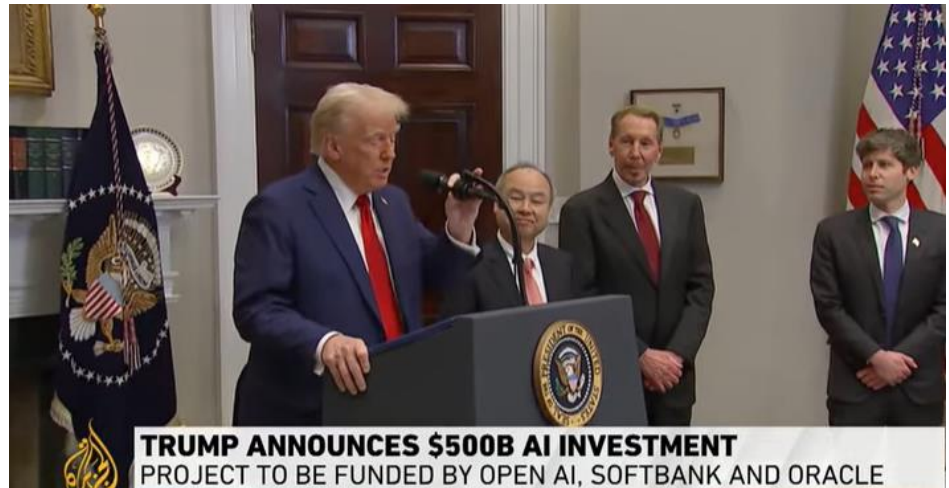 TRUMP ANNOUNCES $500B AI INVESTMENT
PROJECT TO BE FUNDED BY OPEN AI, SOFTBANK AND ORACLE